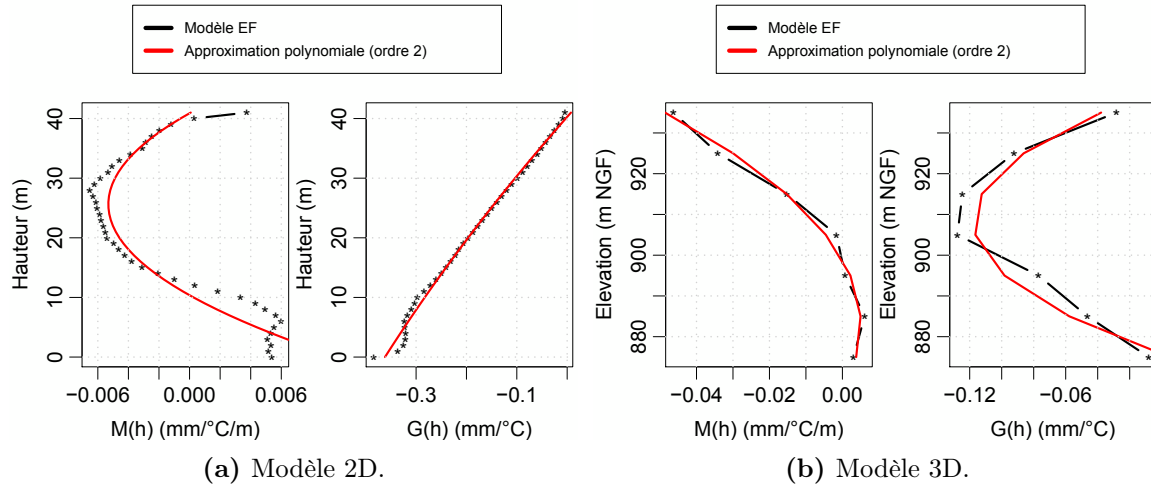 Modèle EF
Approximation polynomiale (ordre 2)
Modèle EF
Approximation polynomiale (ordre 2)
Hauteur (m)
0 10 20 30 40
−0.006 0.000 0.006
M(h) (mm/°C/m)
Hauteur (m)
0 10 20 30 40
−0.3 −0.1
G(h) (mm/°C)
Elevation (m NGF)
880 900 920
−0.04 −0.02 0.00
M(h) (mm/°C/m)
Elevation (m NGF)
880 900 920
−0.12 −0.06
G(h) (mm/°C)
(a) Modèle 2D.
(b) Modèle 3D.